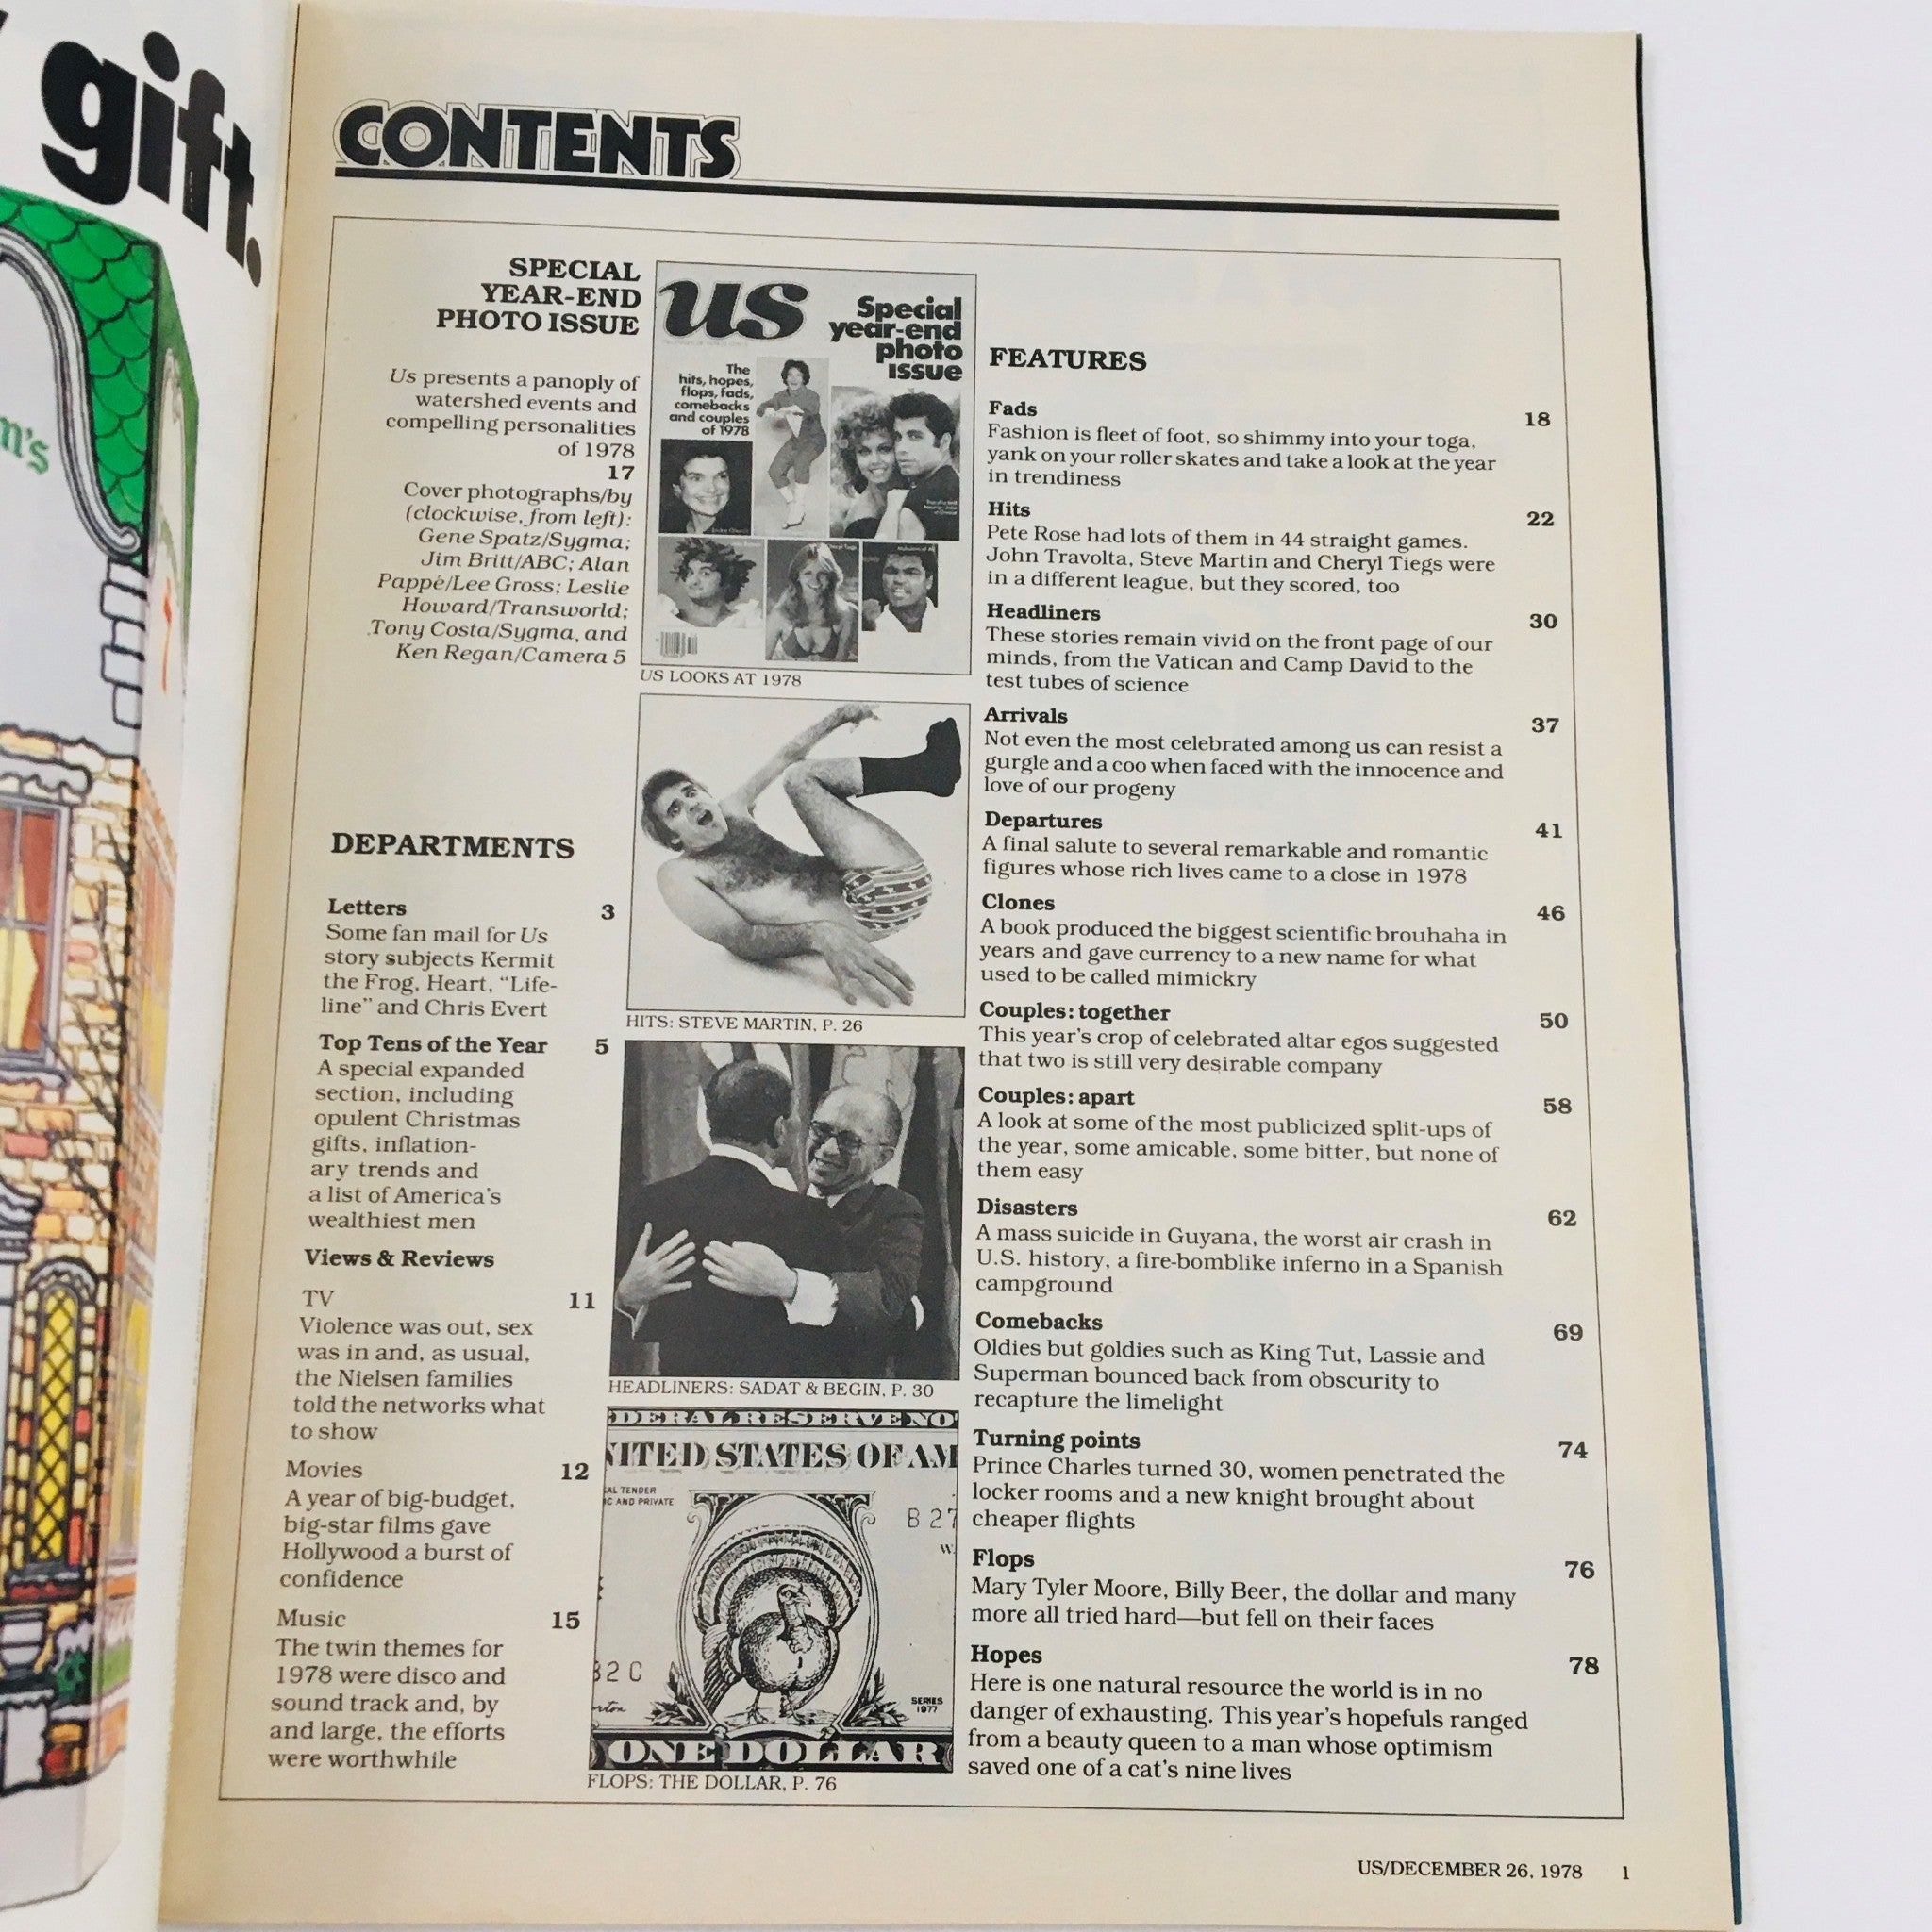 gift.
m's
CONTENTS
SPECIAL
YEAR-END
PHOTO ISSUE
Us presents a panoply of
watershed events and
compelling personalities
of 1978
17
Cover photographs/by
(clockwise, from left):
Gene Spatz/Sygma;
Jim Britt/ABC; Alan
Pappé/Lee Gross; Leslie
Howard/Transworld;
Tony Costa/Sygma, and
Ken Regan/Camera 5
us
Special
year-end
photo
issue
The
hits, hopes,
flops, fads,
comebacks
and couples
of 1978
US LOOKS AT 1978
HITS: STEVE MARTIN, P. 26
HEADLINERS: SADAT & BEGIN, P. 30
DERAL RESERVE NO
NITED STATES OF AM
AL TENDER
IC AND PRIVATE
B 27
W.
32 C
rton
SERIES
1977
ONE DOLLAR
FLOPS: THE DOLLAR, P. 76
DEPARTMENTS
Letters 3
Some fan mail for Us
story subjects Kermit
the Frog, Heart, "Life-
line" and Chris Evert
Top Tens of the Year 5
A special expanded
section, including
opulent Christmas
gifts, inflation-
ary trends and
a list of America's
wealthiest men
Views & Reviews
TV 11
Violence was out, sex
was in and, as usual,
the Nielsen families
told the networks what
to show
Movies 12
A year of big-budget,
big-star films gave
Hollywood a burst of
confidence
Music 15
The twin themes for
1978 were disco and
sound track and, by
and large, the efforts
were worthwhile
FEATURES
Fads 18
Fashion is fleet of foot, so shimmy into your toga,
yank on your roller skates and take a look at the year
in trendiness
Hits 22
Pete Rose had lots of them in 44 straight games.
John Travolta, Steve Martin and Cheryl Tiegs were
in a different league, but they scored, too
Headliners 30
These stories remain vivid on the front page of our
minds, from the Vatican and Camp David to the
test tubes of science
Arrivals 37
Not even the most celebrated among us can resist a
gurgle and a coo when faced with the innocence and
love of our progeny
Departures 41
A final salute to several remarkable and romantic
figures whose rich lives came to a close in 1978
Clones 46
A book produced the biggest scientific brouhaha in
years and gave currency to a new name for what
used to be called mimickry
Couples: together 50
This year's crop of celebrated altar egos suggested
that two is still very desirable company
Couples: apart 58
A look at some of the most publicized split-ups of
the year, some amicable, some bitter, but none of
them easy
Disasters 62
A mass suicide in Guyana, the worst air crash in
U.S. history, a fire-bomblike inferno in a Spanish
campground
Comebacks 69
Oldies but goldies such as King Tut, Lassie and
Superman bounced back from obscurity to
recapture the limelight
Turning points 74
Prince Charles turned 30, women penetrated the
locker rooms and a new knight brought about
cheaper flights
Flops 76
Mary Tyler Moore, Billy Beer, the dollar and many
more all tried hard—but fell on their faces
Hopes 78
Here is one natural resource the world is in no
danger of exhausting. This year's hopefuls ranged
from a beauty queen to a man whose optimism
saved one of a cat's nine lives
US/DECEMBER 26, 1978 1